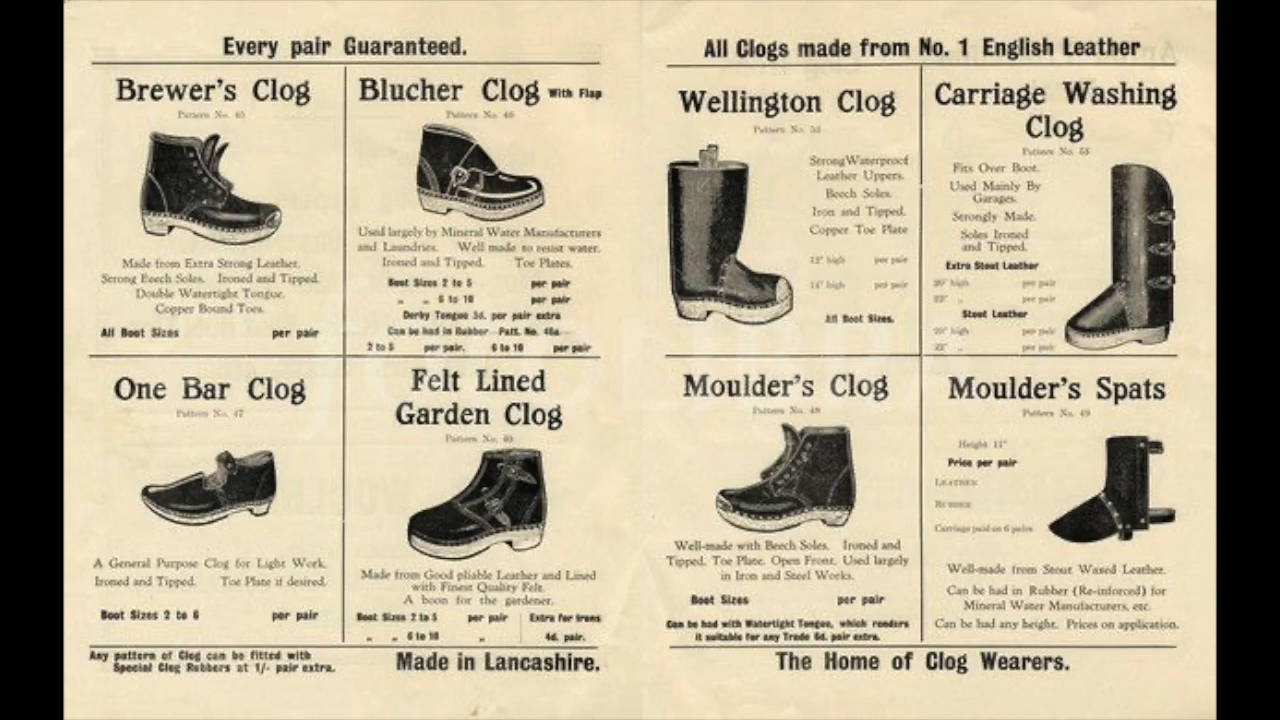 Every pair Guaranteed.
Brewer's Clog
Pattern No. 45
Made from Extra Strong Leather.
Strong Beech Soles. Ironed and Tipped.
Double Watertight Tongue.
Copper Bound Toes.
All Boot Sizes per pair
Blucher Clog With Flap
Pattern No. 46
Used largely by Mineral Water Manufacturers
and Laundries. Well made to resist water.
Ironed and Tipped. Toe Plates.
Boot Sizes 2 to 5 per pair
„ „ 6 to 10 per pair
Derby Tongue 3d. per pair extra
Can be had in Rubber Patt. No. 46a
2 to 5 per pair. 6 to 10 per pair
One Bar Clog
Pattern No. 47
A General Purpose Clog for Light Work.
Ironed and Tipped. Toe Plate if desired.
Boot Sizes 2 to 6 per pair
Felt Lined
Garden Clog
Pattern No.
Made from Good pliable Leather and Lined
with Finest Quality Felt.
A boon for the gardener.
Boot Sizes 2 to 5 per pair Extra for Irons
„ „ 6 to 10 „ 4d. pair.
Any pattern of Clog can be fitted with
Special Clog Rubbers at 1/- pair extra.
Made in Lancashire.
All Clogs made from No. 1 English Leather
Wellington Clog
Pattern No. 52
Strong Waterproof
Leather Uppers.
Beech Soles.
Iron and Tipped.
Copper Toe Plate
12" high per pair
14" high per pair
All Boot Sizes.
Carriage Washing
Clog
Pattern No. 53
Fits Over Boot.
Used Mainly By
Garages.
Strongly Made.
Soles Ironed
and Tipped.
Extra Stout Leather
20" high per pair
22" „ per pair
Stout Leather
20" high per pair
22" „ per pair
Moulder's Clog
Pattern No. 48
Well-made with Beech Soles. Ironed and
Tipped. Toe Plate. Open Front. Used largely
in Iron and Steel Works.
Boot Sizes per pair
Can be had with Watertight Tongue, which renders
it suitable for any Trade 6d. pair extra.
Moulder's Spats
Pattern No. 49
Height 11"
Price per pair
LEATHER
RUBBER
Carriage paid on 6 pairs
Well-made from Stout Waxed Leather.
Can be had in Rubber (Re-inforced) for
Mineral Water Manufacturers, etc.
Can be had any height. Prices on application.
The Home of Clog Wearers.